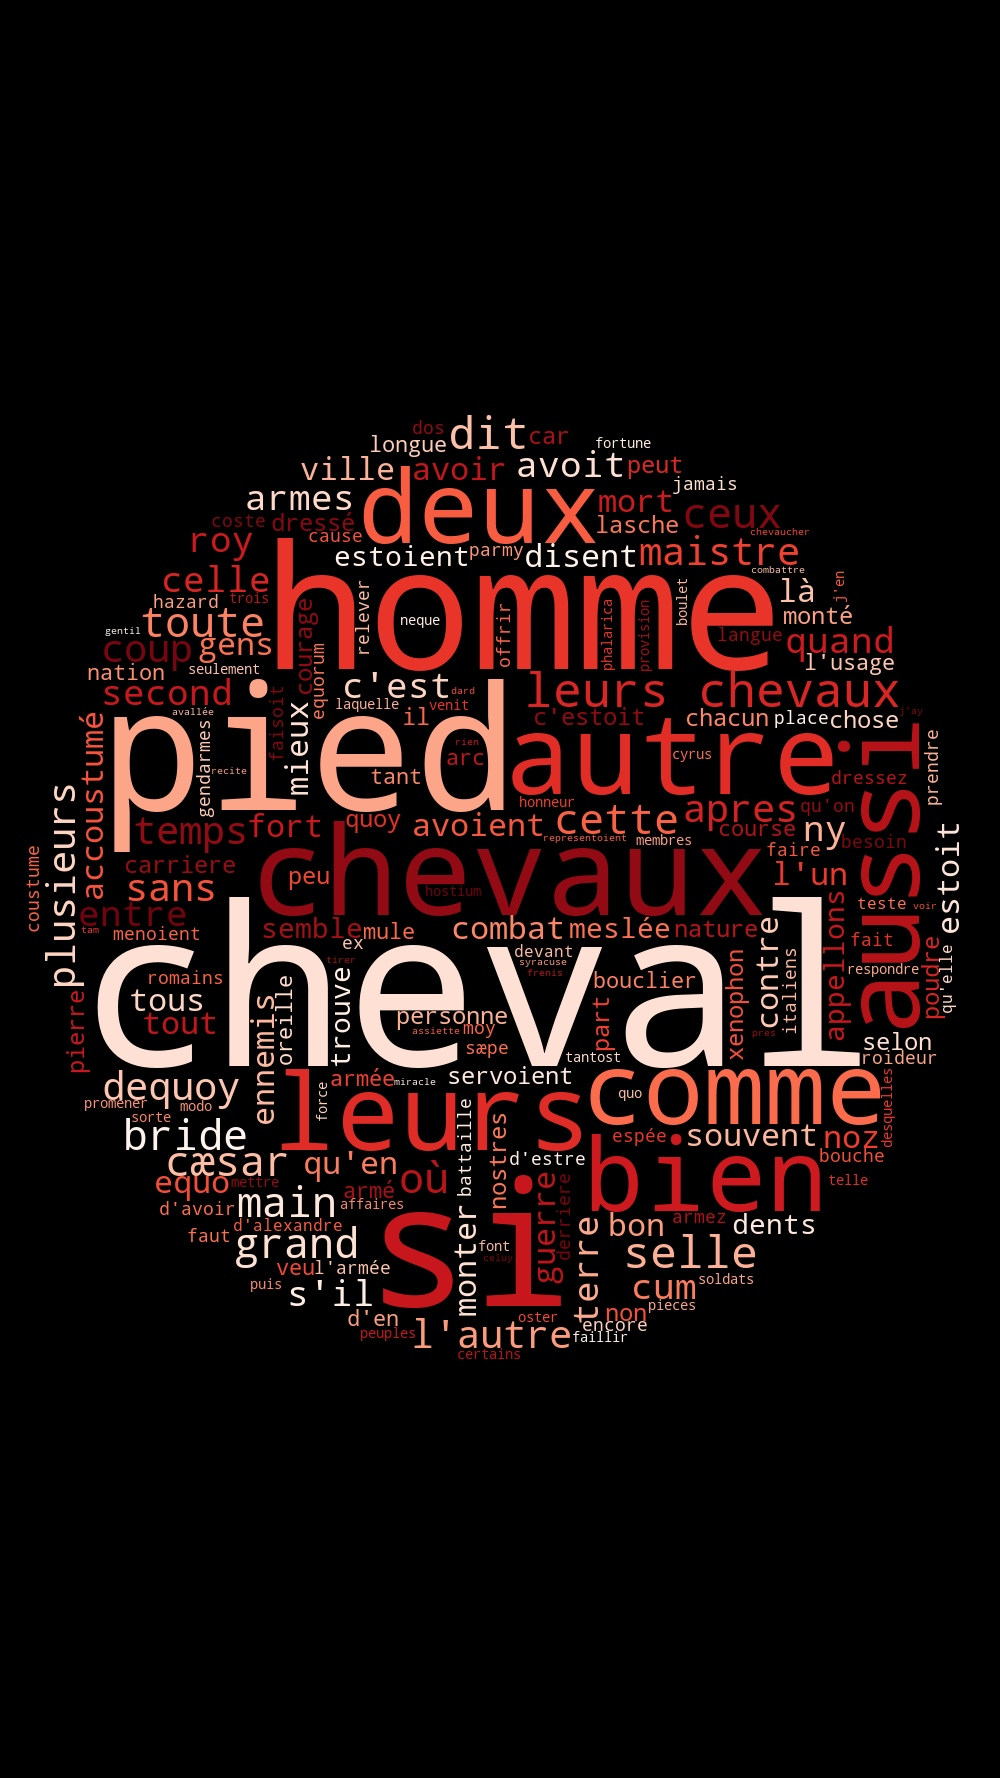 dos
dit
car
longue
fortune
ville
avoir
avoit
peut
jamais
armes
deux
mort
coste
dressé
cause
lasche
ceux
chevaucher
roy
estoient
parmy
disent
maistre
combattre
celle
homme
là
j'en
hazard
trois
relever
neque
offrir
phalarica
provision
boulet
monté
gentil
toute
courage
langue
quand
coup
gens
equorum
l'usage
nation
seulement
c'est
dard
leurs chevaux
second
laquelle
venit
il
c'estoit
chacun
place
chose
j'ay
avallée
faisoit
mieux
pied
autre
aussi
accoustumé
gendarmes
recite
rien
arc
tant
cyrus
dressez
prendre
plusieurs
honneur
apres
qu'on
temps
fort
quoy
avoient
cette
course
ny
besoin
representoient
membres
faire
coustume
carriere
chevaux
sans
peu
hostium
l'un
teste
voir
estoit
entre
tam
menoient
semble
ex
mule
combat
meslée
nature
contre
appellons
fait
tirer
devant
syracuse
frenis
romains
cheval
bouclier
italiens
respondre
poudre
qu'elle
tous
tout
pierre
ennemis
oreille
trouve
personne
assiette
moy
sæpe
part
xenophon
pres
tantost
selon
roideur
dequoy
force
armée
miracle
servoient
quo
comme
desquelles
promener
modo
sorte
leurs
battaille
nostres
espée
souvent
noz
bride
d'estre
bien
bouche
cæsar
qu'en
où
equo
mettre
armé
telle
d'avoir
main
affaires
si
guerre
derriere
terre
bon
armez
dents
d'alexandre
faut
grand
monter
font
celuy
selle
veu
l'armée
soldats
puis
s'il
cum
d'en
oster
non
pieces
encore
peuples
l'autre
faillir
certains